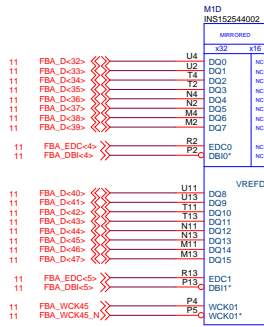 M1D
INS152544002
MIRRORED
x32 x16
11 FBA_D<32> U4 DQ0 NC
11 FBA_D<33> U2 DQ1 NC
11 FBA_D<34> T4 DQ2 NC
11 FBA_D<35> T2 DQ3 NC
11 FBA_D<36> N4 DQ4 NC
11 FBA_D<37> N2 DQ5 NC
11 FBA_D<38> M4 DQ6 NC
11 FBA_D<39> M2 DQ7 NC
11 FBA_EDC<4> R2 EDC0 NC
11 FBA_DBI<4> P2 DBI0* NC
VREFD
11 FBA_D<40> U11 DQ8
11 FBA_D<41> U13 DQ9
11 FBA_D<42> T11 DQ10
11 FBA_D<43> T13 DQ11
11 FBA_D<44> N11 DQ12
11 FBA_D<45> N13 DQ13
11 FBA_D<46> M11 DQ14
11 FBA_D<47> M13 DQ15
11 FBA_EDC<5> R13 EDC1
11 FBA_DBI<5> P13 DBI1*
11 FBA_WCK45 P4 WCK01
11 FBA_WCK45_N P5 WCK01*